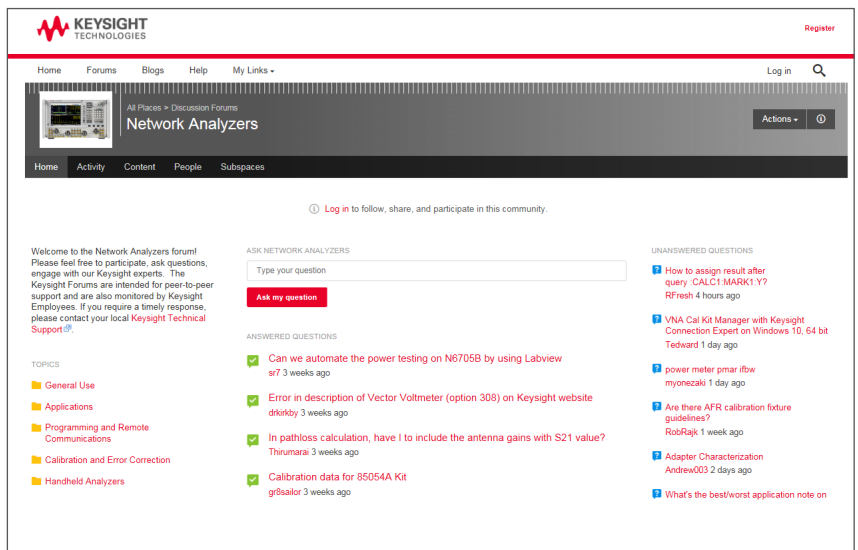 KEYSIGHT
TECHNOLOGIES
Register
Home Forums Blogs Help My Links
Log in
All Places > Discussion Forums
Network Analyzers
Actions
Home Activity Content People Subspaces
Log in to follow, share, and participate in this community.
Welcome to the Network Analyzers forum!
Please feel free to participate, ask questions,
engage with our Keysight experts. The
Keysight Forums are intended for peer-to-peer
support and are also monitored by Keysight
Employees. If you require a timely response,
please contact your local Keysight Technical
Support.
TOPICS
General Use
Applications
Programming and Remote
Communications
Calibration and Error Correction
Handheld Analyzers
ASK NETWORK ANALYZERS
Type your question
Ask my question
ANSWERED QUESTIONS
Can we automate the power testing on N6705B by using Labview
sr7 3 weeks ago
Error in description of Vector Voltmeter (option 308) on Keysight website
drkirkby 3 weeks ago
In pathloss calculation, have I to include the antenna gains with S21 value?
Thirumarai 3 weeks ago
Calibration data for 85054A Kit
gr8sailor 3 weeks ago
UNANSWERED QUESTIONS
How to assign result after
query :CALC1:MARK1:Y?
RFresh 4 hours ago
VNA Cal Kit Manager with Keysight
Connection Expert on Windows 10, 64 bit
Tedward 1 day ago
power meter pmar ifbw
myonezaki 1 day ago
Are there AFR calibration fixture
guidelines?
RobRajk 1 week ago
Adapter Characterization
Andrew003 2 days ago
What's the best/worst application note on